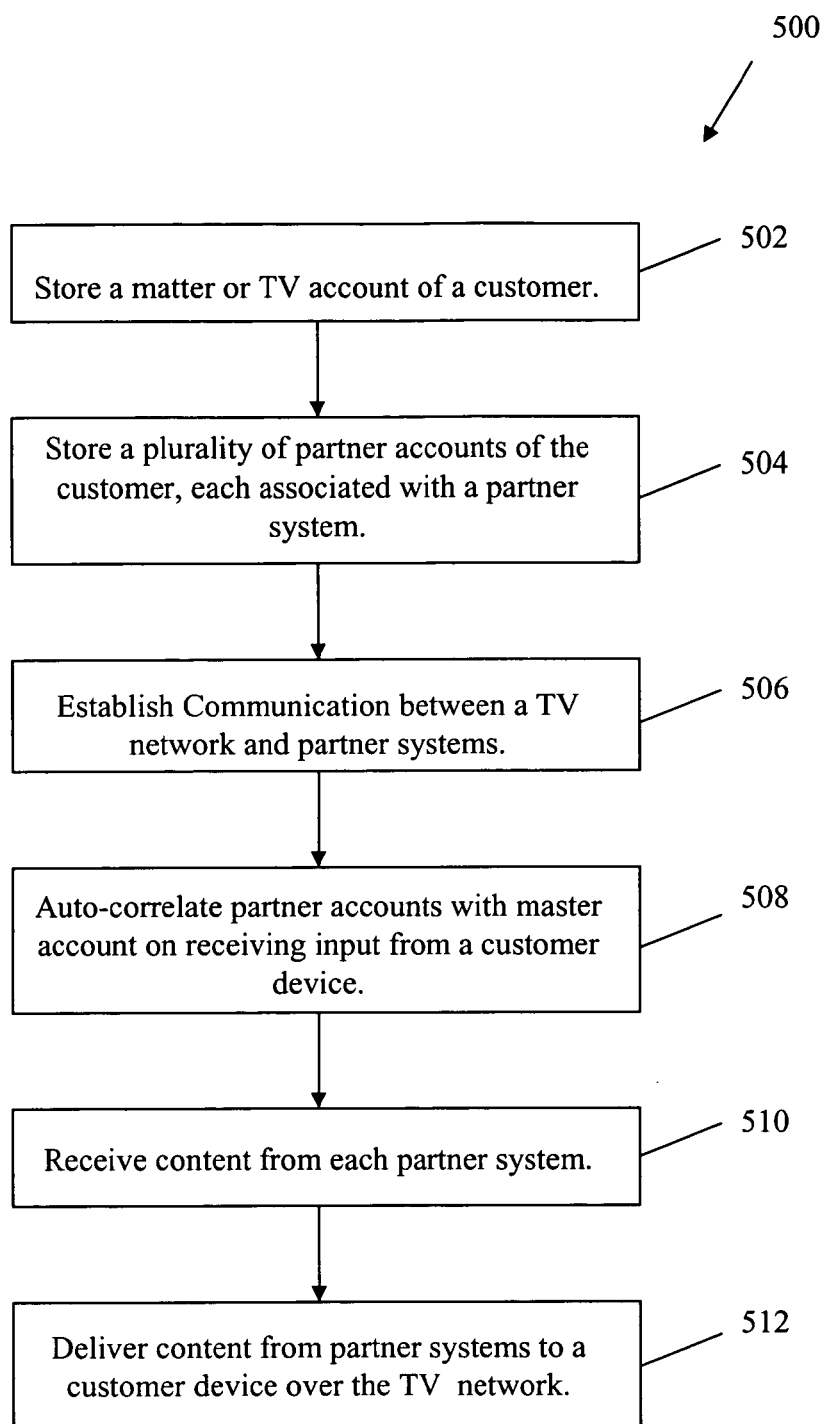 500
Store a matter or TV account of a customer.
502
Store a plurality of partner accounts of the
customer, each associated with a partner
system.
504
Establish Communication between a TV
network and partner systems.
506
Auto-correlate partner accounts with master
account on receiving input from a customer
device.
508
Receive content from each partner system.
510
Deliver content from partner systems to a
customer device over the TV network.
512